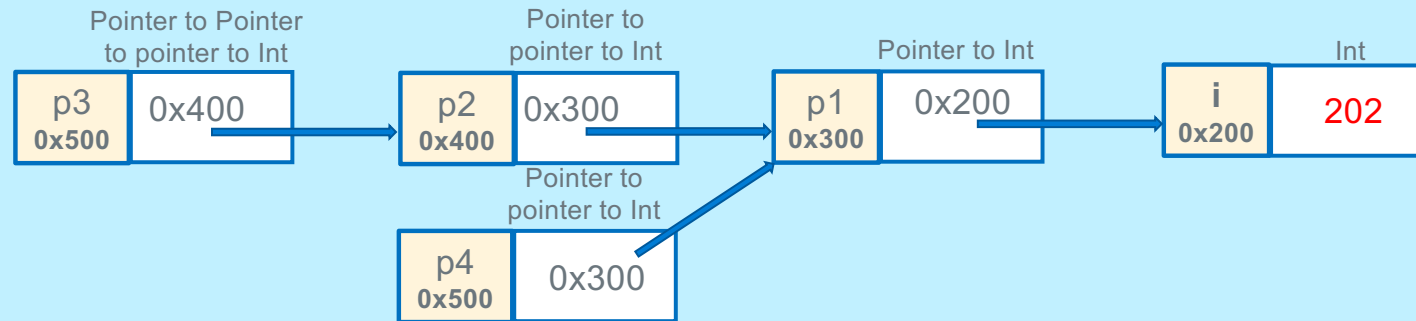 Pointer to Pointer
to pointer to Int
p3
0x500
0x400
Pointer to
pointer to Int
p2
0x400
0x300
Pointer to Int
p1
0x300
0x200
Int
i
0x200
202
Pointer to
pointer to Int
p4
0x500
0x300